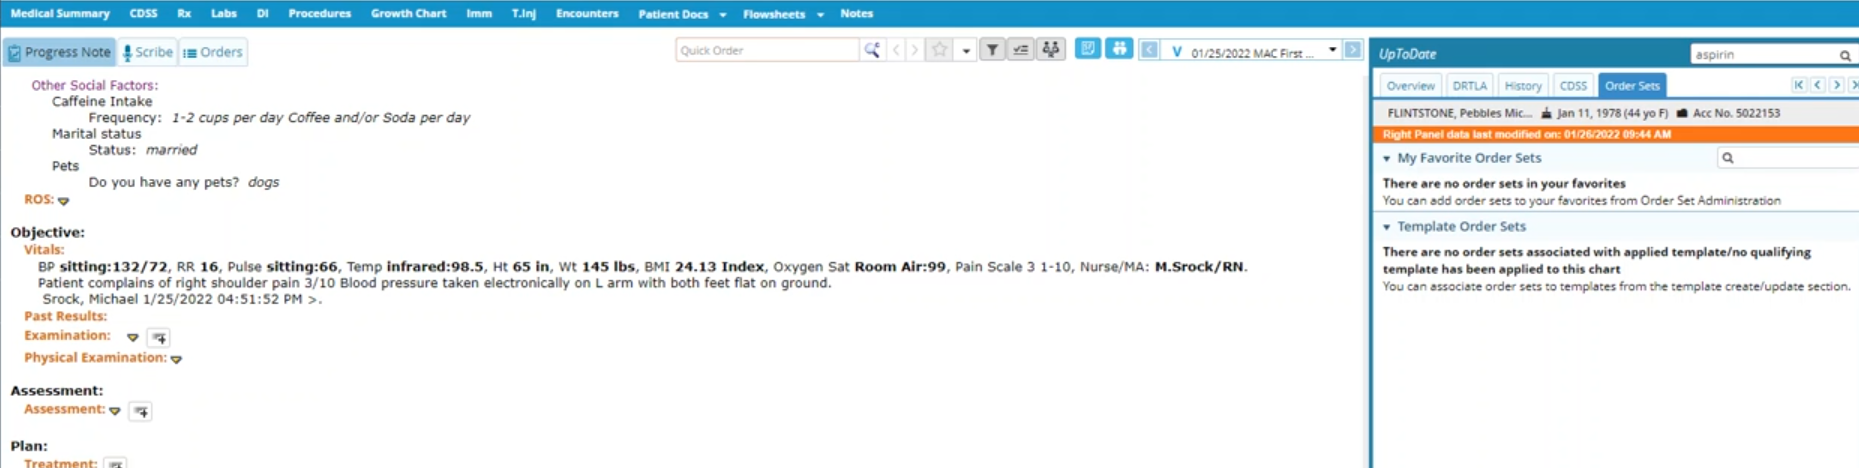 Medical Summary CDSS Rx Labs DI Procedures Growth Chart Imm T.Inj Encounters Patient Docs Flowsheets Notes
Progress Note Scribe Orders Quick Order V 01/25/2022 MAC First ...
Other Social Factors:
Caffeine Intake
Frequency: 1-2 cups per day Coffee and/or Soda per day
Marital status
Status: married
Pets
Do you have any pets? dogs
ROS:
Objective:
Vitals:
BP sitting:132/72, RR 16, Pulse sitting:66, Temp infrared:98.5, Ht 65 in, Wt 145 lbs, BMI 24.13 Index, Oxygen Sat Room Air:99, Pain Scale 3 1-10, Nurse/MA: M.Srock/RN.
Patient complains of right shoulder pain 3/10 Blood pressure taken electronically on L arm with both feet flat on ground.
Srock, Michael 1/25/2022 04:51:52 PM >.
Past Results:
Examination:
Physical Examination:
Assessment:
Assessment:
Plan:
Treatment:
UpToDate aspirin
Overview DRTLA History CDSS Order Sets
FLINTSTONE, Pebbles Mic... Jan 11, 1978 (44 yo F) Acc No. 5022153
Right Panel data last modified on: 01/26/2022 09:44 AM
My Favorite Order Sets
There are no order sets in your favorites
You can add order sets to your favorites from Order Set Administration
Template Order Sets
There are no order sets associated with applied template/no qualifying
template has been applied to this chart
You can associate order sets to templates from the template create/update section.